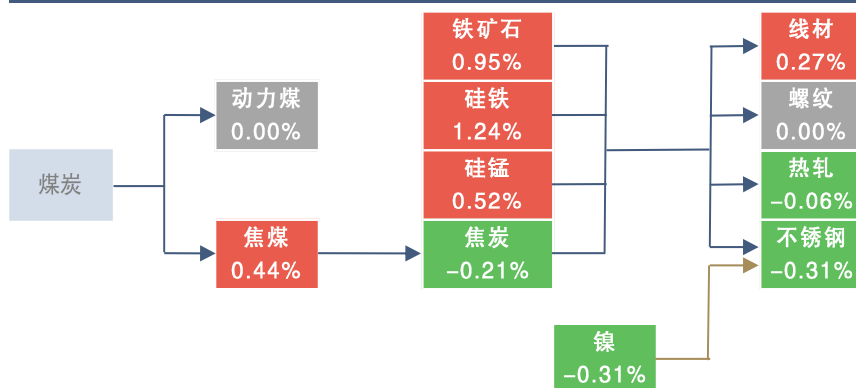 煤炭
动力煤
0.00%
焦煤
0.44%
铁矿石
0.95%
硅铁
1.24%
硅锰
0.52%
焦炭
-0.21%
线材
0.27%
螺纹
0.00%
热轧
-0.06%
不锈钢
-0.31%
镍
-0.31%